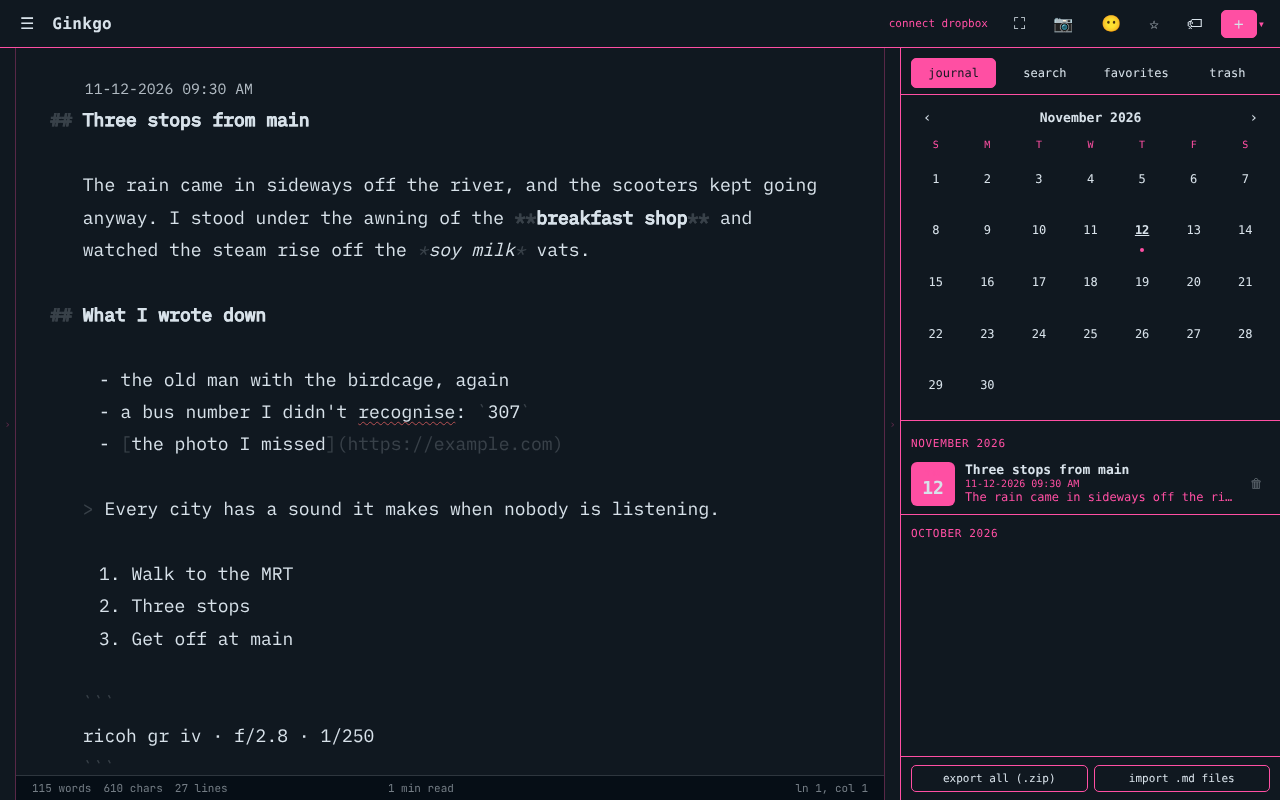 ☰ Ginkgo
connect dropbox
+
11-12-2026 09:30 AM
## Three stops from main
The rain came in sideways off the river, and the scooters kept going
anyway. I stood under the awning of the **breakfast shop** and
watched the steam rise off the *soy milk* vats.
## What I wrote down
- the old man with the birdcage, again
- a bus number I didn't recognise: `307`
- [the photo I missed](https://example.com)
> Every city has a sound it makes when nobody is listening.
1. Walk to the MRT
2. Three stops
3. Get off at main
```
ricoh gr iv · f/2.8 · 1/250
```
115 words 610 chars 27 lines
1 min read
ln 1, col 1
journal search favorites trash
‹ November 2026 ›
S M T W T F S
1 2 3 4 5 6 7
8 9 10 11 12 13 14
15 16 17 18 19 20 21
22 23 24 25 26 27 28
29 30
NOVEMBER 2026
12
Three stops from main
11-12-2026 09:30 AM
The rain came in sideways off the ri…
OCTOBER 2026
export all (.zip)
import .md files